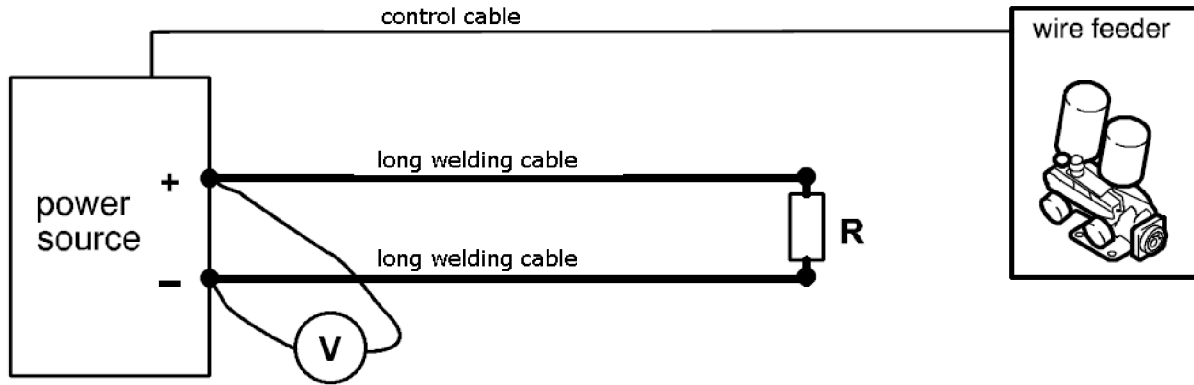 control cable
wire feeder
long welding cable
+
power
source
R
long welding cable
–
V